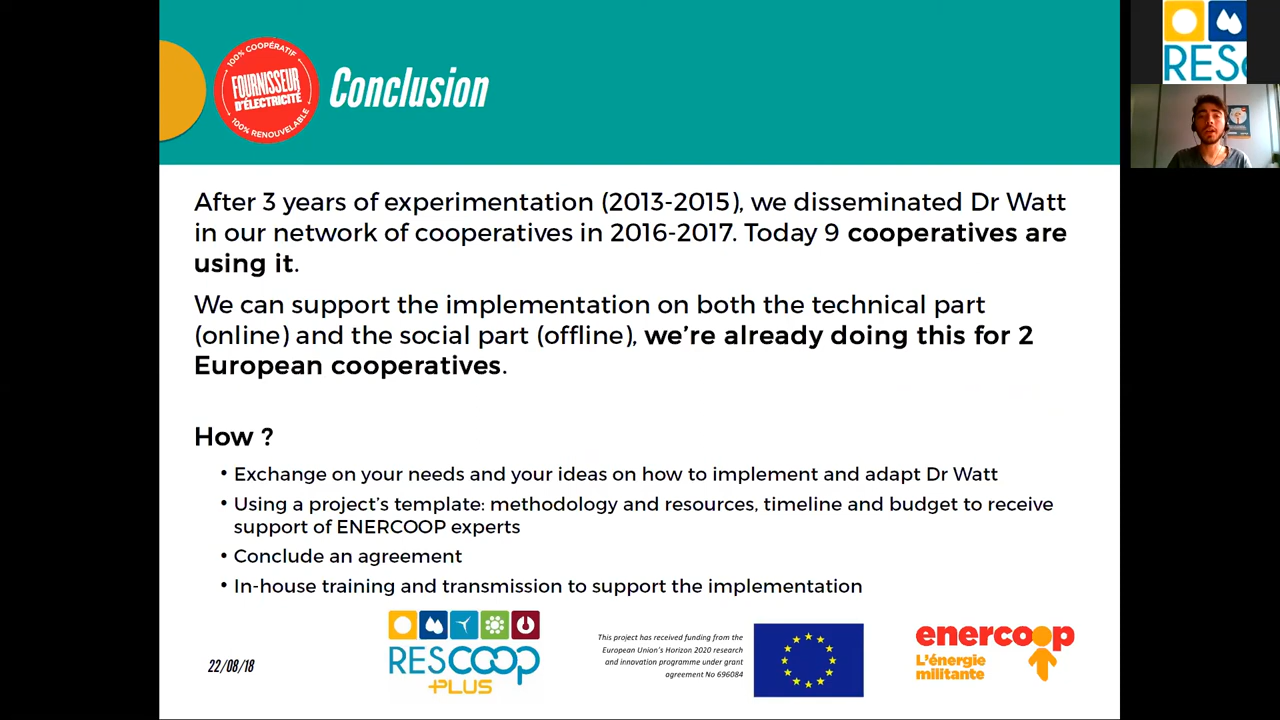 100% COOPÉRATIF
FOURNISSEUR
D'ÉLECTRICITÉ
100% RENOUVELABLE
Conclusion
After 3 years of experimentation (2013-2015), we disseminated Dr Watt
in our network of cooperatives in 2016-2017. Today 9 cooperatives are
using it.
We can support the implementation on both the technical part
(online) and the social part (offline), we're already doing this for 2
European cooperatives.
How ?
• Exchange on your needs and your ideas on how to implement and adapt Dr Watt
• Using a project's template: methodology and resources, timeline and budget to receive
support of ENERCOOP experts
• Conclude an agreement
• In-house training and transmission to support the implementation
22/08/18
RESCOOP
PLUS
This project has received funding from the
European Union's Horizon 2020 research
and innovation programme under grant
agreement No 696084
enercoop
L'énergie
militante
RESc